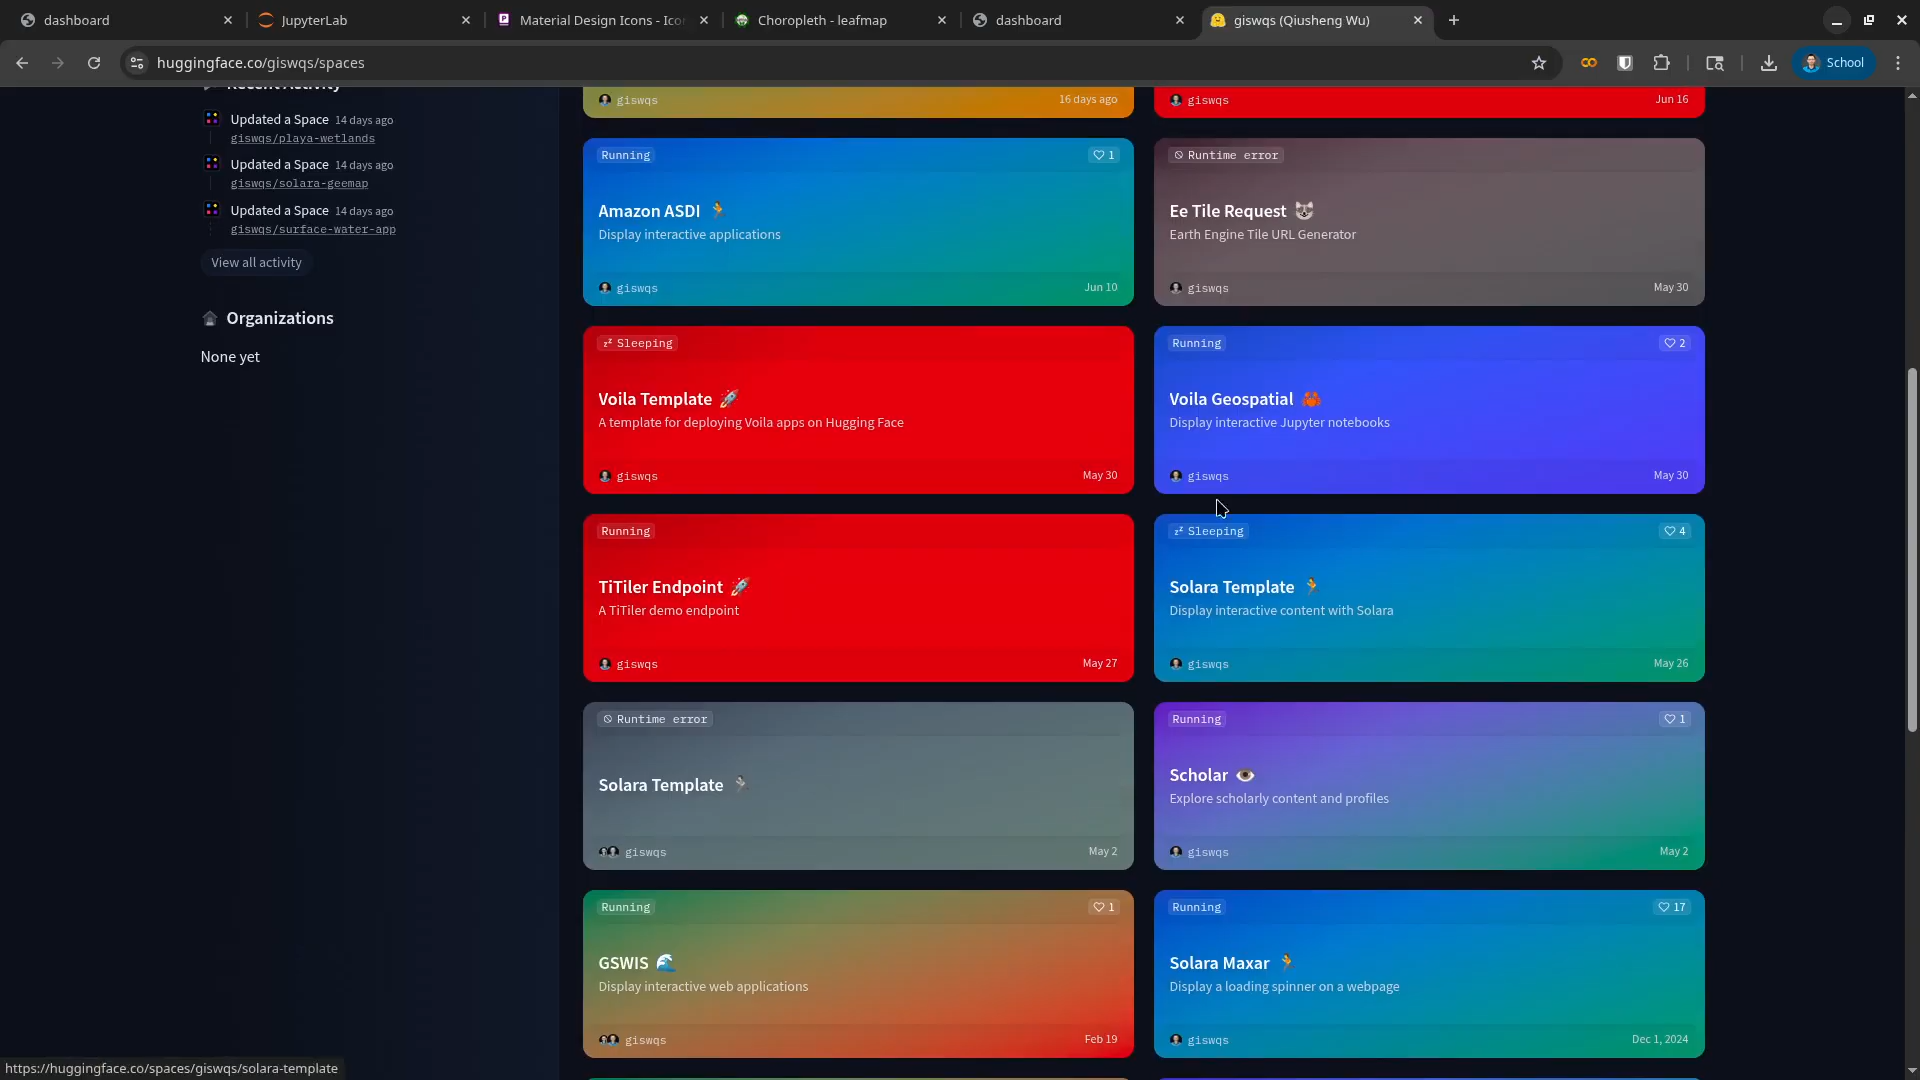 dashboard
JupyterLab
Material Design Icons - Ico
Choropleth - leafmap
dashboard
giswqs (Qiusheng Wu)
huggingface.co/giswqs/spaces
School
Recent Activity
Updated a Space 14 days ago
giswqs/playa-wetlands
Updated a Space 14 days ago
giswqs/solara-geemap
Updated a Space 14 days ago
giswqs/surface-water-app
View all activity
Organizations
None yet
giswqs 16 days ago
giswqs Jun 16
Running 1
Amazon ASDI
Display interactive applications
giswqs Jun 10
Runtime error
Ee Tile Request
Earth Engine Tile URL Generator
giswqs May 30
Sleeping
Voila Template
A template for deploying Voila apps on Hugging Face
giswqs May 30
Running 2
Voila Geospatial
Display interactive Jupyter notebooks
giswqs May 30
Running
TiTiler Endpoint
A TiTiler demo endpoint
giswqs May 27
Sleeping 4
Solara Template
Display interactive content with Solara
giswqs May 26
Runtime error
Solara Template
giswqs May 2
Running 1
Scholar
Explore scholarly content and profiles
giswqs May 2
Running 1
GSWIS
Display interactive web applications
giswqs Feb 19
Running 17
Solara Maxar
Display a loading spinner on a webpage
giswqs Dec 1, 2024
https://huggingface.co/spaces/giswqs/solara-template